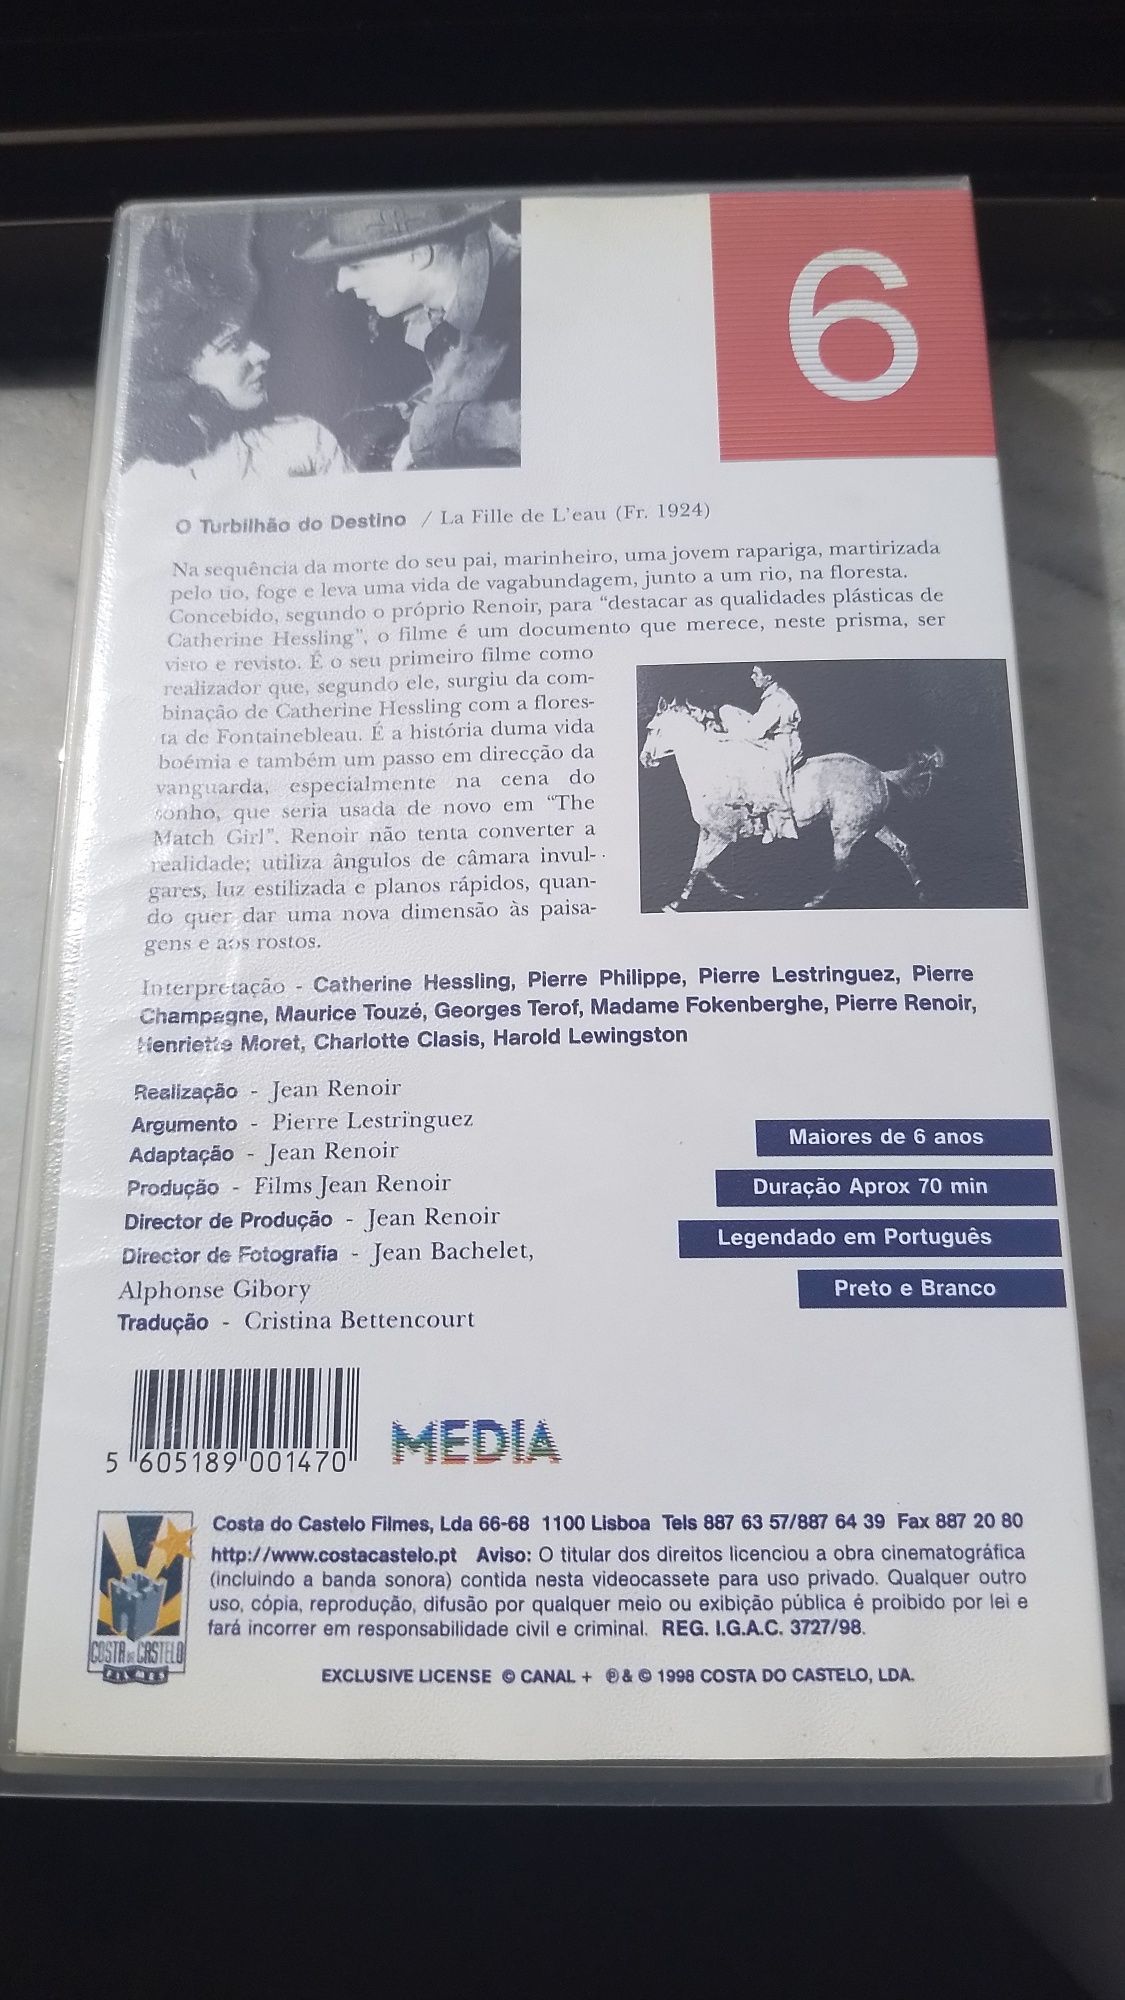 6
O Turbilhão do Destino / La Fille de L'eau (Fr. 1924)
Na sequência da morte do seu pai, marinheiro, uma jovem rapariga, martirizada
pelo tio, foge e leva uma vida de vagabundagem, junto a um rio, na floresta.
Concebido, segundo o próprio Renoir, para “destacar as qualidades plásticas de
Catherine Hessling”, o filme é um documento que merece, neste prisma, ser
visto e revisto. É o seu primeiro filme como
realizador que, segundo ele, surgiu da com-
binação de Catherine Hessling com a flores-
ta de Fontainebleau. É a história duma vida
boémia e também um passo em direcção da
vanguarda, especialmente na cena do
sonho, que seria usada de novo em “The
Match Girl”. Renoir não tenta converter a
realidade; utiliza ângulos de câmara invul-
gares, luz estilizada e planos rápidos, quan-
do quer dar uma nova dimensão às paisa-
gens e aos rostos.
Interpretação - Catherine Hessling, Pierre Philippe, Pierre Lestringuez, Pierre
Champagne, Maurice Touzé, Georges Terof, Madame Fokenberghe, Pierre Renoir,
Henriette Moret, Charlotte Clasis, Harold Lewingston
Realização - Jean Renoir
Argumento - Pierre Lestringuez
Adaptação - Jean Renoir
Produção - Films Jean Renoir
Director de Produção - Jean Renoir
Director de Fotografia - Jean Bachelet,
Alphonse Gibory
Tradução - Cristina Bettencourt
Maiores de 6 anos
Duração Aprox 70 min
Legendado em Português
Preto e Branco
5 605189 001470
MEDIA
COSTA DO CASTELO
FILMES
Costa do Castelo Filmes, Lda 66-68 1100 Lisboa Tels 887 63 57/887 64 39 Fax 887 20 80
http://www.costacastelo.pt Aviso: O titular dos direitos licenciou a obra cinematográfica
(incluindo a banda sonora) contida nesta videocassete para uso privado. Qualquer outro
uso, cópia, reprodução, difusão por qualquer meio ou exibição pública é proibido por lei e
fará incorrer em responsabilidade civil e criminal. REG. I.G.A.C. 3727/98.
EXCLUSIVE LICENSE © CANAL + ℗ & © 1998 COSTA DO CASTELO, LDA.